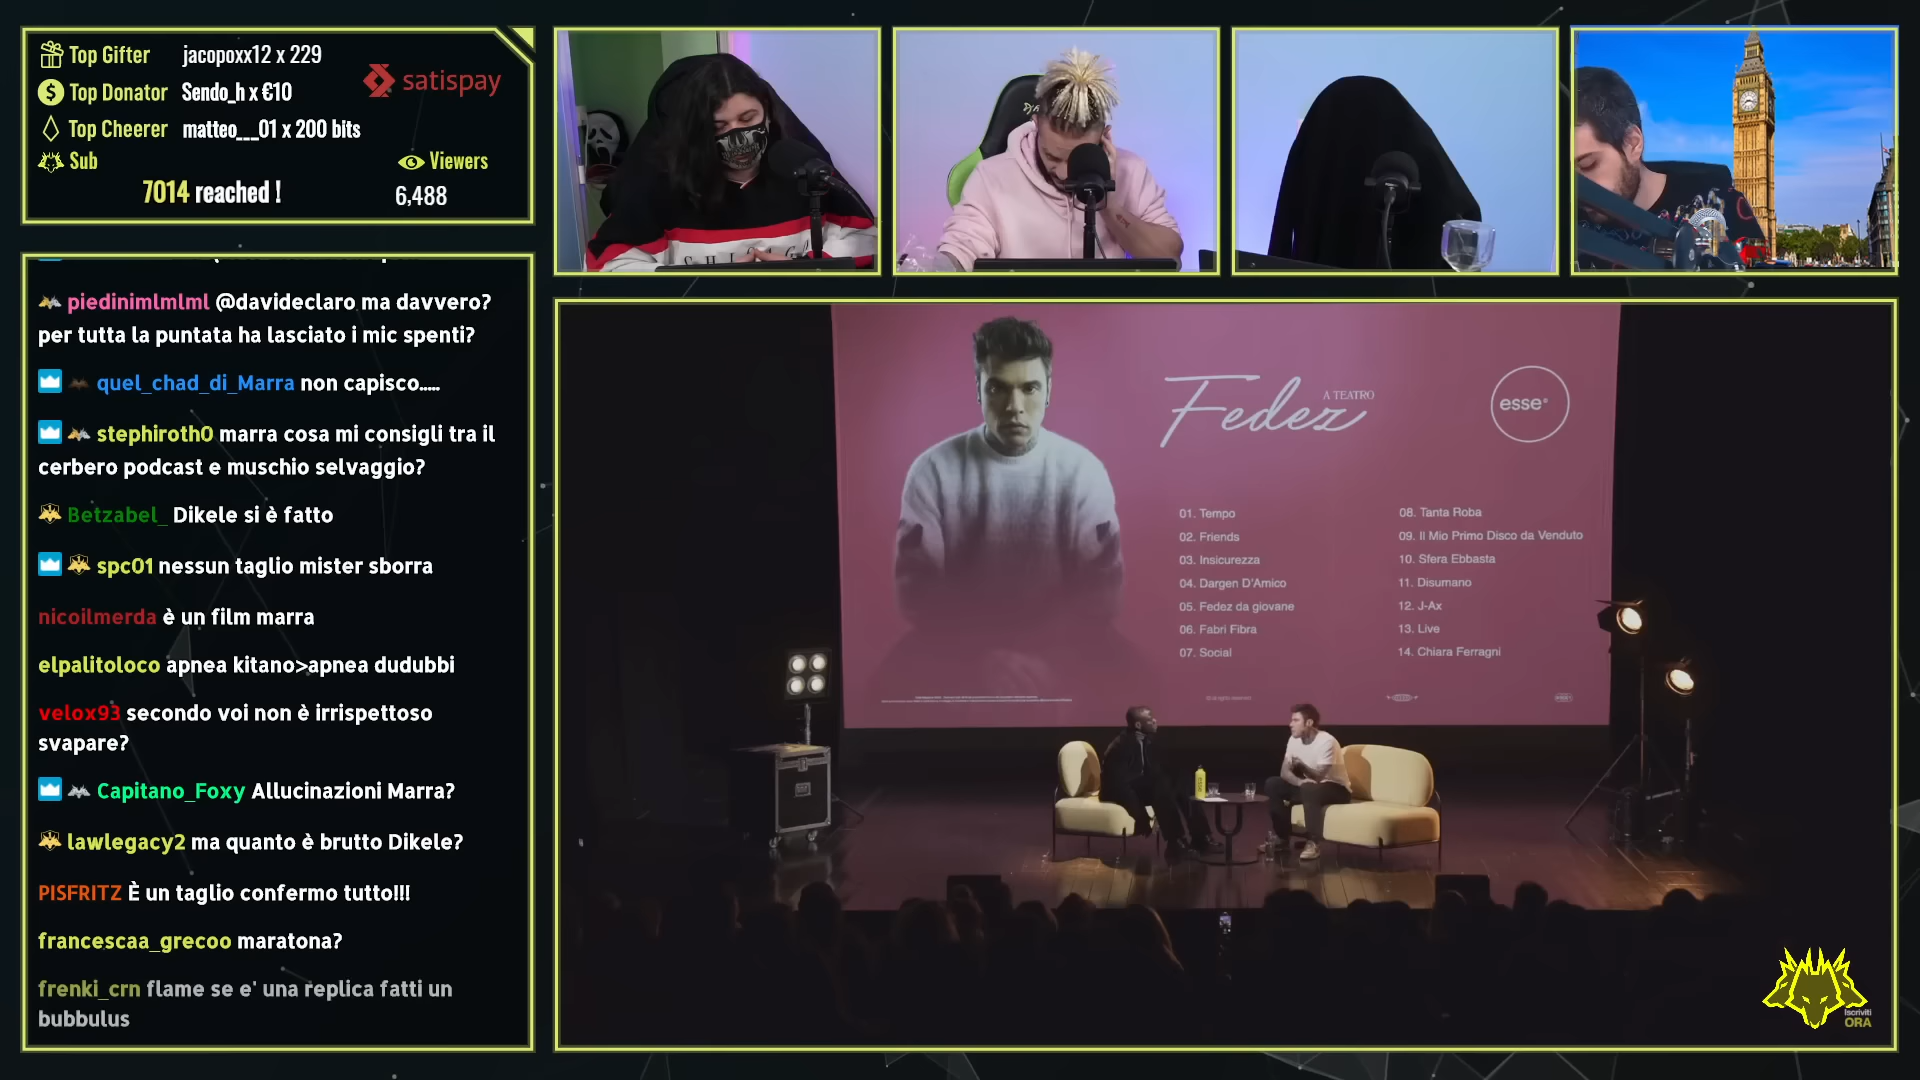 Top Gifter jacopoxx12 x 229
satispay
Top Donator Sendo_h x €10
Top Cheerer matteo___01 x 200 bits
Sub
Viewers
7014 reached !
6,488
piedinimlmlml @davideclaro ma davvero?
per tutta la puntata ha lasciato i mic spenti?
quel_chad_di_Marra non capisco.....
stephiroth0 marra cosa mi consigli tra il
cerbero podcast e muschio selvaggio?
Betzabel_ Dikele si è fatto
spc01 nessun taglio mister sborra
nicoilmerda è un film marra
elpalitoloco apnea kitano>apnea dudubbi
velox93 secondo voi non è irrispettoso
svapare?
Capitano_Foxy Allucinazioni Marra?
lawlegacy2 ma quanto è brutto Dikele?
PISFRITZ È un taglio confermo tutto!!!
francescaa_grecoo maratona?
frenki_crn flame se e' una replica fatti un
bubbulus
A TEATRO
Fedez
esse
01. Tempo
02. Friends
03. Insicurezza
04. Dargen D'Amico
05. Fedez da giovane
06. Fabri Fibra
07. Social
08. Tanta Roba
09. Il Mio Primo Disco da Venduto
10. Sfera Ebbasta
11. Disumano
12. J-Ax
13. Live
14. Chiara Ferragni
Iscriviti
ORA